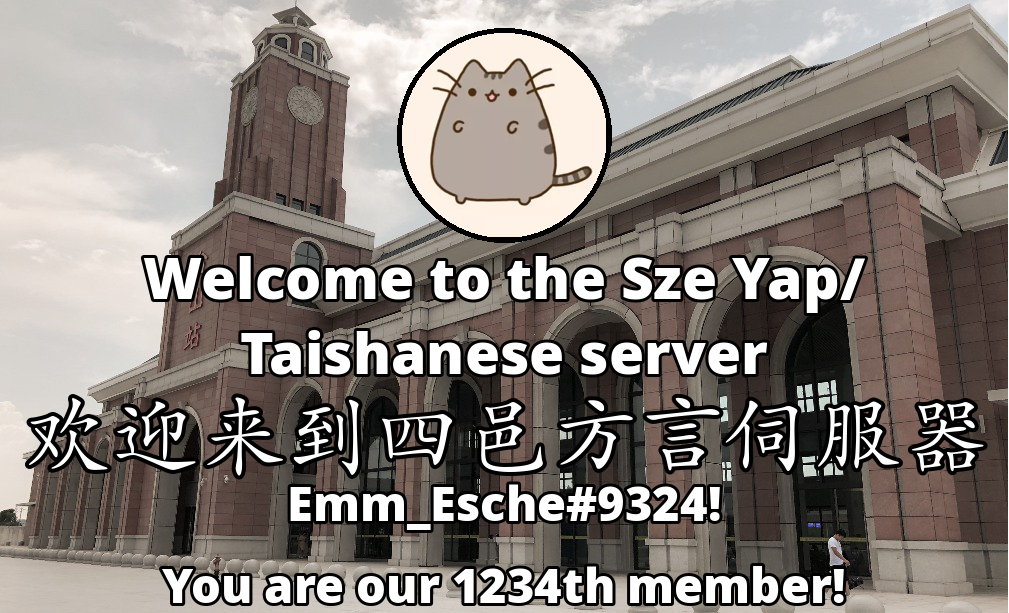 Welcome to the Sze Yap/
Taishanese server
欢迎来到四邑方言伺服器
Emm_Esche#9324!
You are our 1234th member!
站